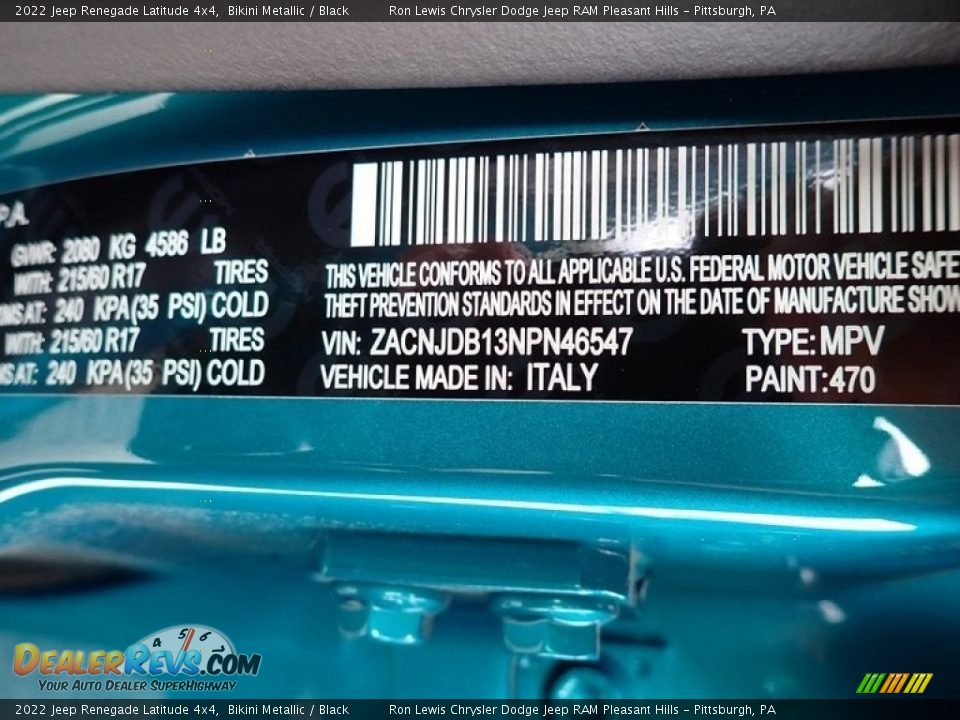 2022 Jeep Renegade Latitude 4x4, Bikini Metallic / Black Ron Lewis Chrysler Dodge Jeep RAM Pleasant Hills - Pittsburgh, PA
P.A.
GVWR: 2080 KG 4586 LB
WITH: 215/60 R17 TIRES
AT: 240 KPA(35 PSI) COLD
WITH: 215/60 R17 TIRES
AT: 240 KPA(35 PSI) COLD
THIS VEHICLE CONFORMS TO ALL APPLICABLE U.S. FEDERAL MOTOR VEHICLE SAFE
THEFT PREVENTION STANDARDS IN EFFECT ON THE DATE OF MANUFACTURE SHOW
VIN: ZACNJDB13NPN46547 TYPE: MPV
VEHICLE MADE IN: ITALY PAINT:470
4 5 6
DEALERREVS.COM
YOUR AUTO DEALER SUPERHIGHWAY
2022 Jeep Renegade Latitude 4x4, Bikini Metallic / Black Ron Lewis Chrysler Dodge Jeep RAM Pleasant Hills - Pittsburgh, PA